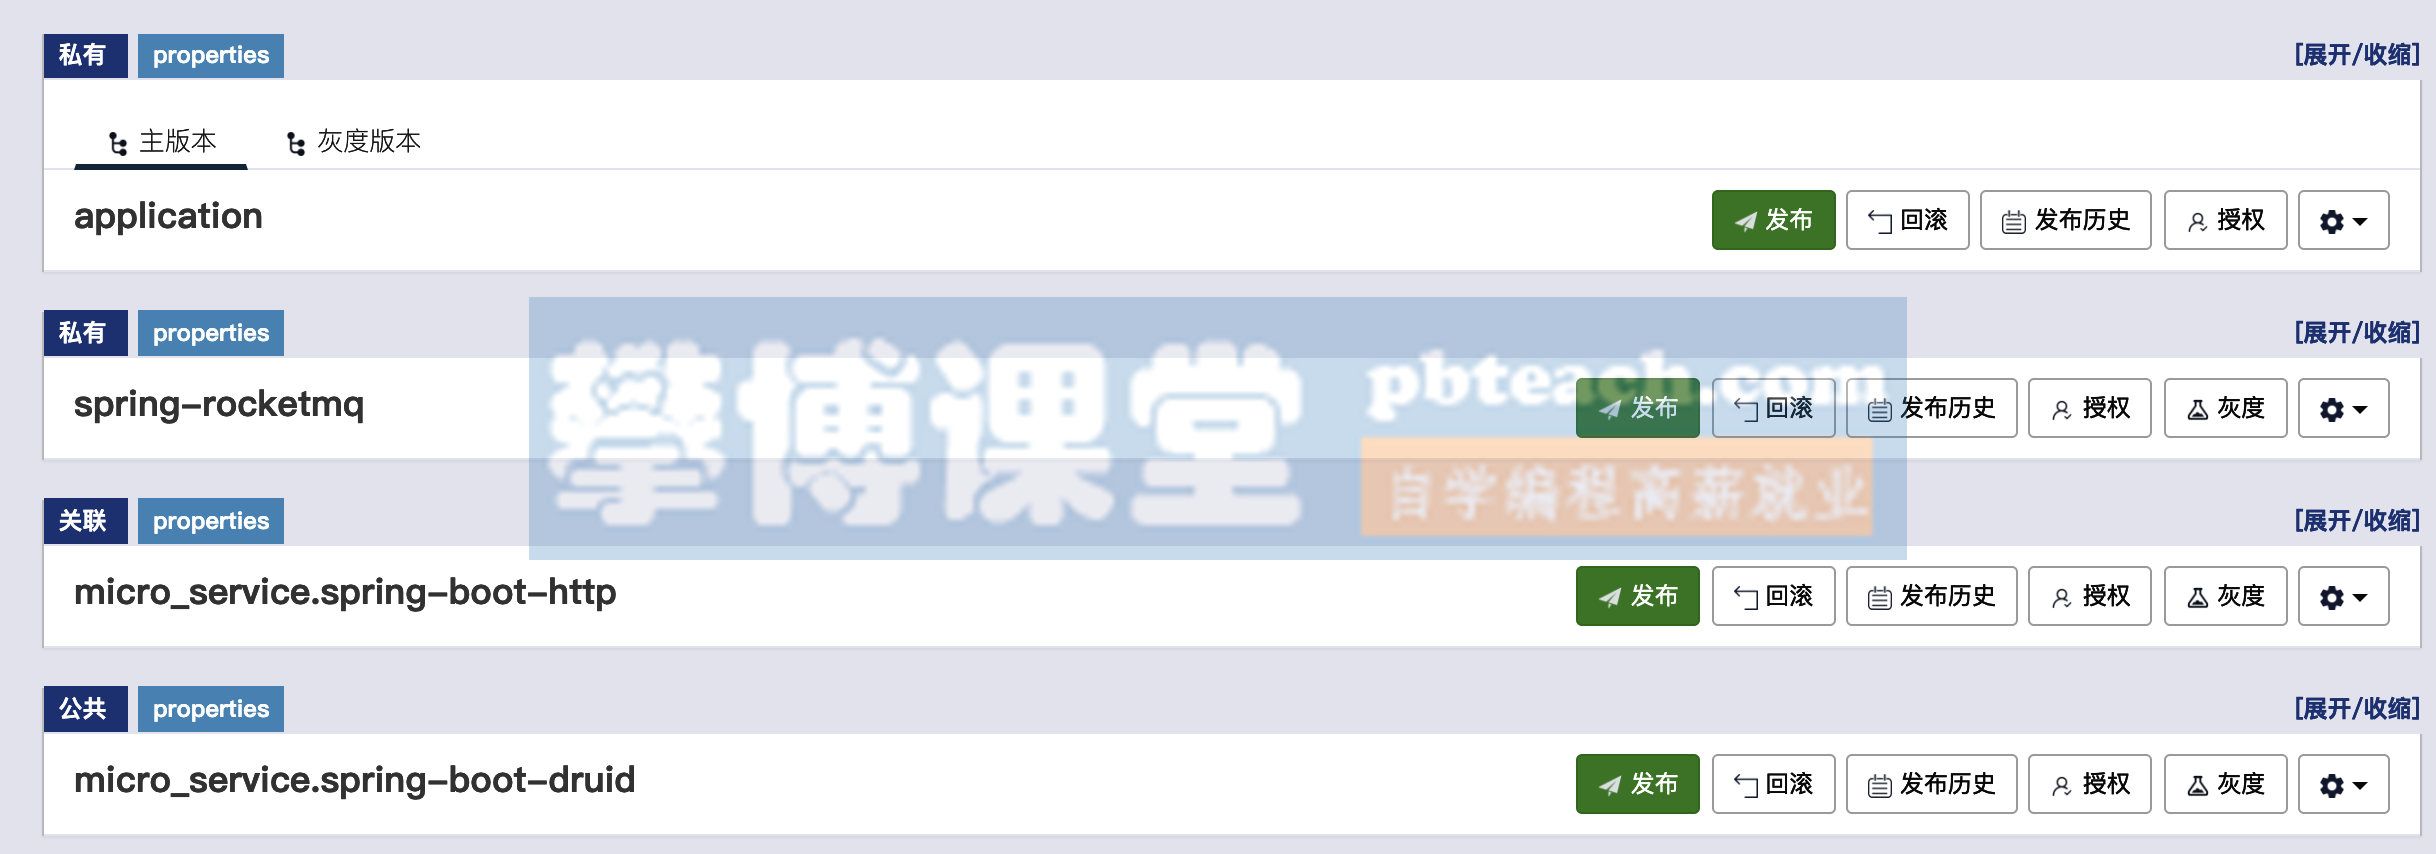 私有 properties [展开/收缩]
主版本 灰度版本
application 发布 回滚 发布历史 授权
私有 properties [展开/收缩]
攀博课堂 pbteach.com
spring-rocketmq 发布 回滚 发布历史 授权 灰度
自学编程高薪就业
关联 properties [展开/收缩]
micro_service.spring-boot-http 发布 回滚 发布历史 授权 灰度
公共 properties [展开/收缩]
micro_service.spring-boot-druid 发布 回滚 发布历史 授权 灰度